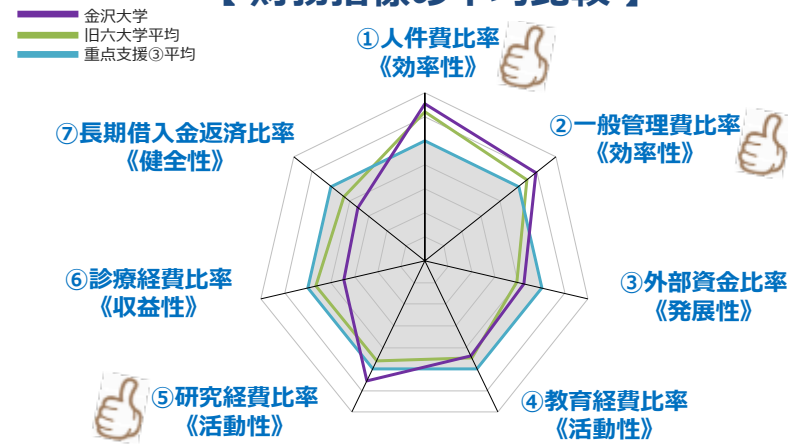 【 財務指標の平均比較 】
金沢大学
旧六大学平均
重点支援③平均
①人件費比率
《効率性》
②一般管理費比率
《効率性》
⑦長期借入金返済比率
《健全性》
⑥診療経費比率
《収益性》
③外部資金比率
《発展性》
⑤研究経費比率
《活動性》
④教育経費比率
《活動性》